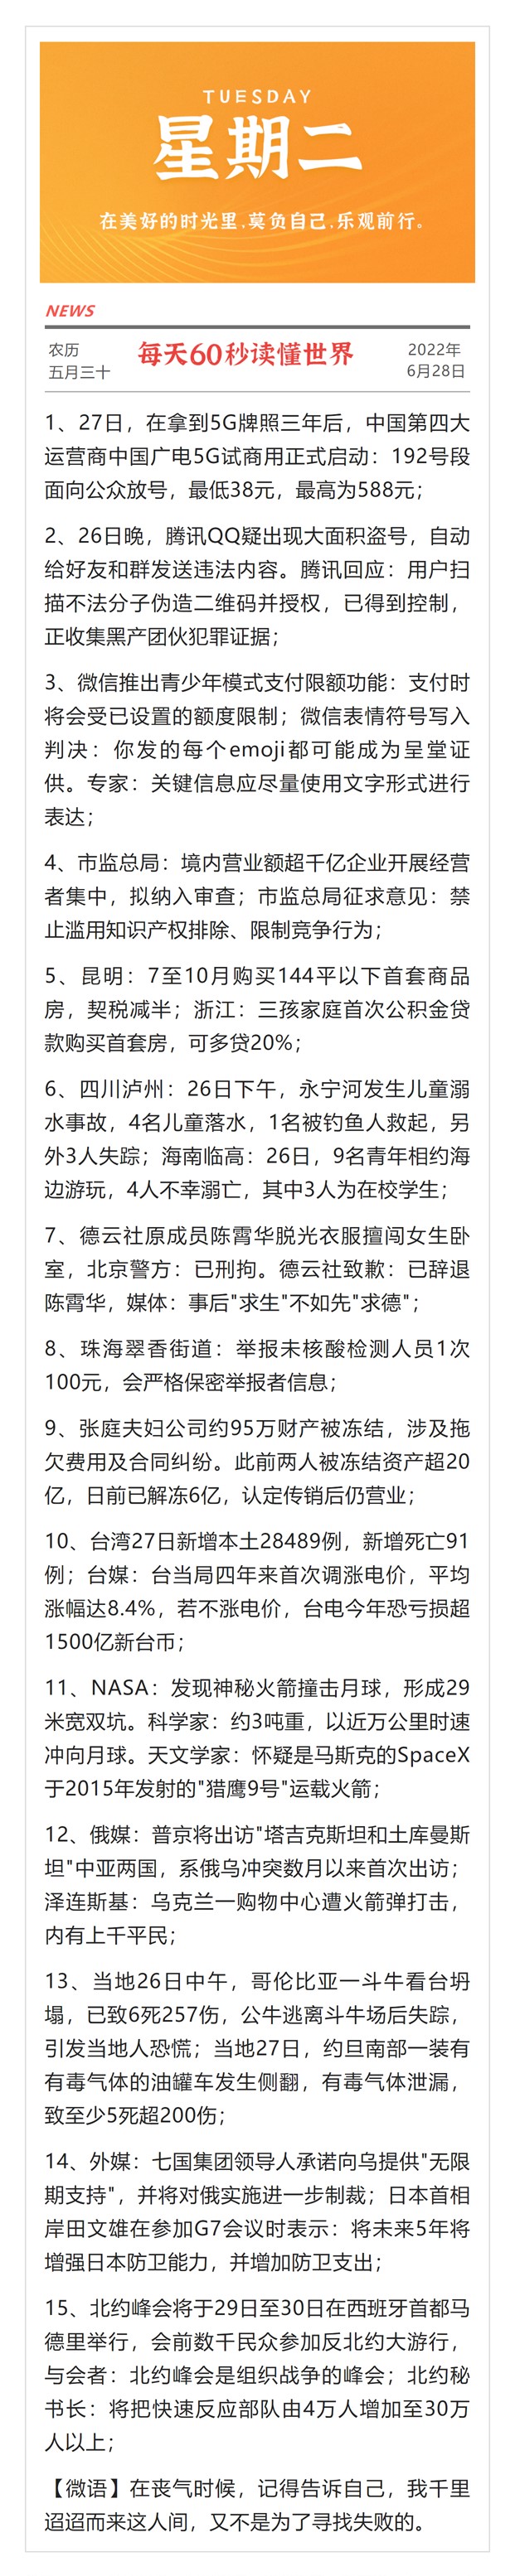 TUESDAY
星期二
在美好的时光里,莫负自己,乐观前行。
NEWS
农历
五月三十
每天60秒读懂世界
2022年
6月28日
1、27日，在拿到5G牌照三年后，中国第四大
运营商中国广电5G试商用正式启动：192号段
面向公众放号，最低38元，最高为588元；
2、26日晚，腾讯QQ疑出现大面积盗号，自动
给好友和群发送违法内容。腾讯回应：用户扫
描不法分子伪造二维码并授权，已得到控制，
正收集黑产团伙犯罪证据；
3、微信推出青少年模式支付限额功能：支付时
将会受已设置的额度限制；微信表情符号写入
判决：你发的每个emoji都可能成为呈堂证
供。专家：关键信息应尽量使用文字形式进行
表达；
4、市监总局：境内营业额超千亿企业开展经营
者集中，拟纳入审查；市监总局征求意见：禁
止滥用知识产权排除、限制竞争行为；
5、昆明：7至10月购买144平以下首套商品
房，契税减半；浙江：三孩家庭首次公积金贷
款购买首套房，可多贷20%；
6、四川泸州：26日下午，永宁河发生儿童溺
水事故，4名儿童落水，1名被钓鱼人救起，另
外3人失踪；海南临高：26日，9名青年相约海
边游玩，4人不幸溺亡，其中3人为在校学生；
7、德云社原成员陈霄华脱光衣服擅闯女生卧
室，北京警方：已刑拘。德云社致歉：已辞退
陈霄华，媒体：事后"求生"不如先"求德"；
8、珠海翠香街道：举报未核酸检测人员1次
100元，会严格保密举报者信息；
9、张庭夫妇公司约95万财产被冻结，涉及拖
欠费用及合同纠纷。此前两人被冻结资产超20
亿，日前已解冻6亿，认定传销后仍营业；
10、台湾27日新增本土28489例，新增死亡91
例；台媒：台当局四年来首次调涨电价，平均
涨幅达8.4%，若不涨电价，台电今年恐亏损超
1500亿新台币；
11、NASA：发现神秘火箭撞击月球，形成29
米宽双坑。科学家：约3吨重，以近万公里时速
冲向月球。天文学家：怀疑是马斯克的SpaceX
于2015年发射的"猎鹰9号"运载火箭；
12、俄媒：普京将出访"塔吉克斯坦和土库曼斯
坦"中亚两国，系俄乌冲突数月以来首次出访；
泽连斯基：乌克兰一购物中心遭火箭弹打击，
内有上千平民；
13、当地26日中午，哥伦比亚一斗牛看台坍
塌，已致6死257伤，公牛逃离斗牛场后失踪，
引发当地人恐慌；当地27日，约旦南部一装有
有毒气体的油罐车发生侧翻，有毒气体泄漏，
致至少5死超200伤；
14、外媒：七国集团领导人承诺向乌提供"无限
期支持"，并将对俄实施进一步制裁；日本首相
岸田文雄在参加G7会议时表示：将未来5年将
增强日本防卫能力，并增加防卫支出；
15、北约峰会将于29日至30日在西班牙首都马
德里举行，会前数千民众参加反北约大游行，
与会者：北约峰会是组织战争的峰会；北约秘
书长：将把快速反应部队由4万人增加至30万
人以上；
【微语】在丧气时候，记得告诉自己，我千里
迢迢而来这人间，又不是为了寻找失败的。